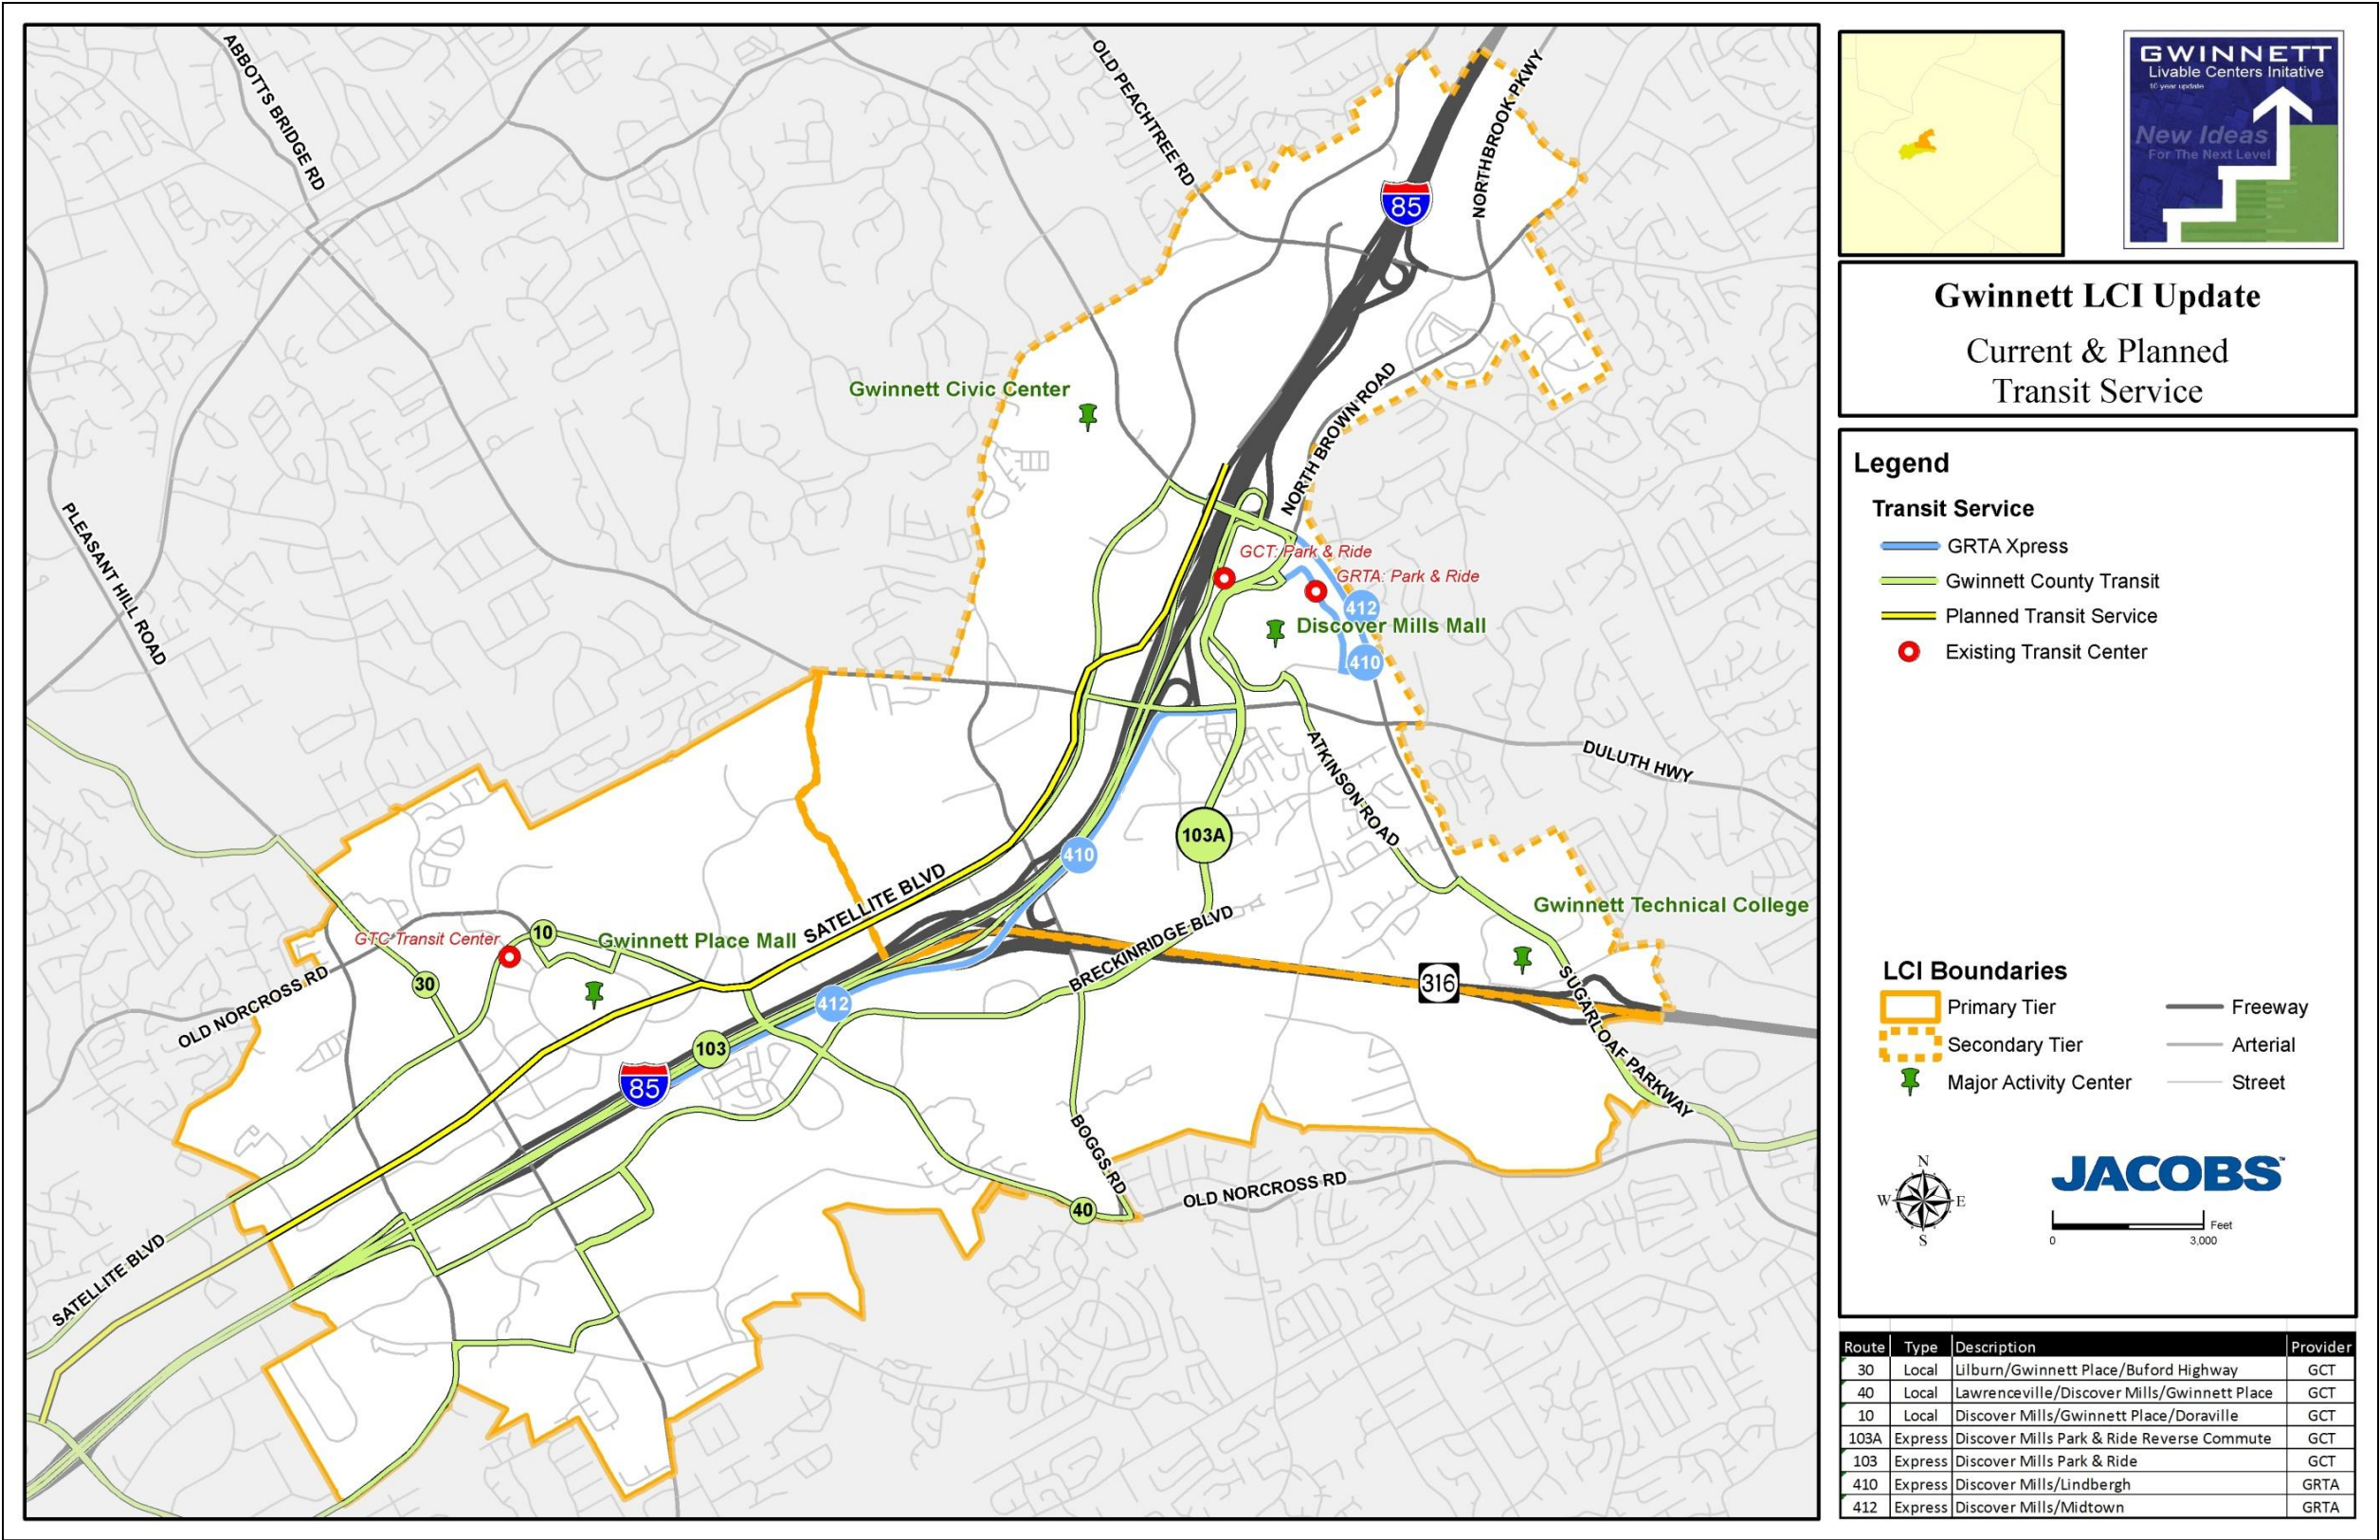 ABBOTTS BRIDGE RD
OLD PEACHTREE RD
NORTHBROOK PKWY
85
Gwinnett Civic Center
NORTH BROWN ROAD
PLEASANT HILL ROAD
GCT: Park & Ride
GRTA: Park & Ride
412
Discover Mills Mall
410
DULUTH HWY
ATKINSON ROAD
103A
410
SATELLITE BLVD
Gwinnett Technical College
BRECKINRIDGE BLVD
10
GTC Transit Center
Gwinnett Place Mall
30
OLD NORCROSS RD
316
412
SUGARLOAF PARKWAY
103
85
BOGGS RD
OLD NORCROSS RD
40
SATELLITE BLVD
GWINNETT
Livable Centers Initative
10 year update
New Ideas
For The Next Level
Gwinnett LCI Update
Current & Planned
Transit Service
Legend
Transit Service
GRTA Xpress
Gwinnett County Transit
Planned Transit Service
Existing Transit Center
LCI Boundaries
Primary Tier
Freeway
Secondary Tier
Arterial
Major Activity Center
Street
N
W E
S
JACOBS™
Feet
0 3,000
Route Type Description Provider
30 Local Lilburn/Gwinnett Place/Buford Highway GCT
40 Local Lawrenceville/Discover Mills/Gwinnett Place GCT
10 Local Discover Mills/Gwinnett Place/Doraville GCT
103A Express Discover Mills Park & Ride Reverse Commute GCT
103 Express Discover Mills Park & Ride GCT
410 Express Discover Mills/Lindbergh GRTA
412 Express Discover Mills/Midtown GRTA